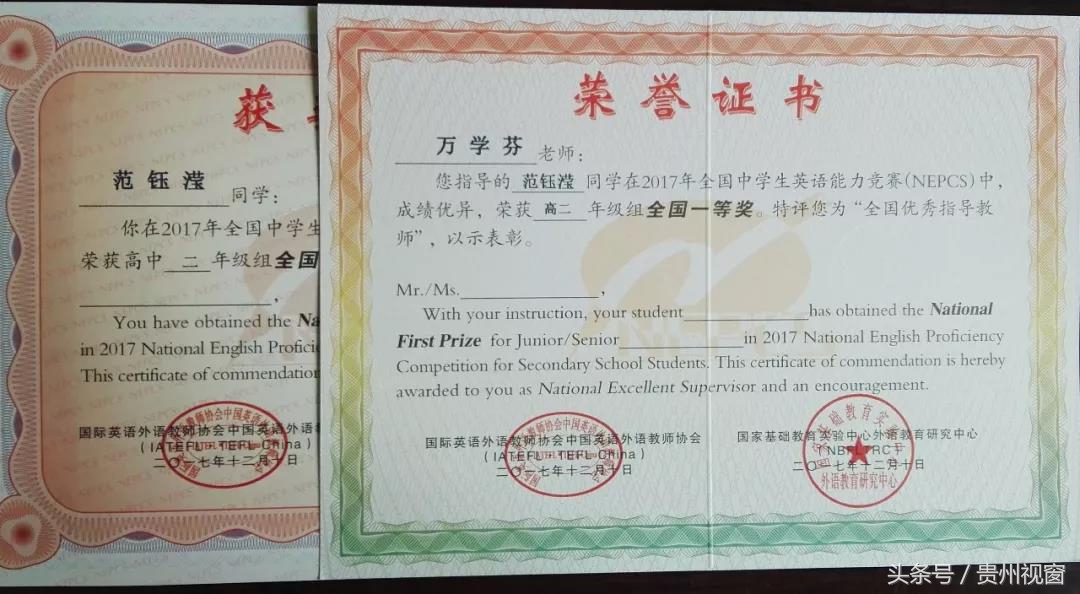 获
范钰滢 同学:
你在2017年全国中学生
荣获高中 二 年级组全国
,
You have obtained the Na
in 2017 National English Profici
This certificate of commendation
国际英语外语教师协会中国英语外语
(IATEFL TEFL China)
二〇一七年十二月十日
荣誉证书
万学芬 老师:
您指导的 范钰滢 同学在2017年全国中学生英语能力竞赛(NEPCS)中,
成绩优异, 荣获 高二 年级组全国一等奖。特评您为“全国优秀指导教
师”, 以示表彰。
Mr./Ms. ,
With your instruction, your student has obtained the National
First Prize for Junior/Senior in 2017 National English Proficiency
Competition for Secondary School Students. This certificate of commendation is hereby
awarded to you as National Excellent Supervisor and an encouragement.
国际英语外语教师协会中国英语外语教师协会
(IATEFL TEFL China)
二〇一七年十二月十日
国家基础教育实验中心外语教育研究中心
(NBFLTRC)
二〇一七年十二月十日
外语教育研究中心
头条号 / 贵州视窗